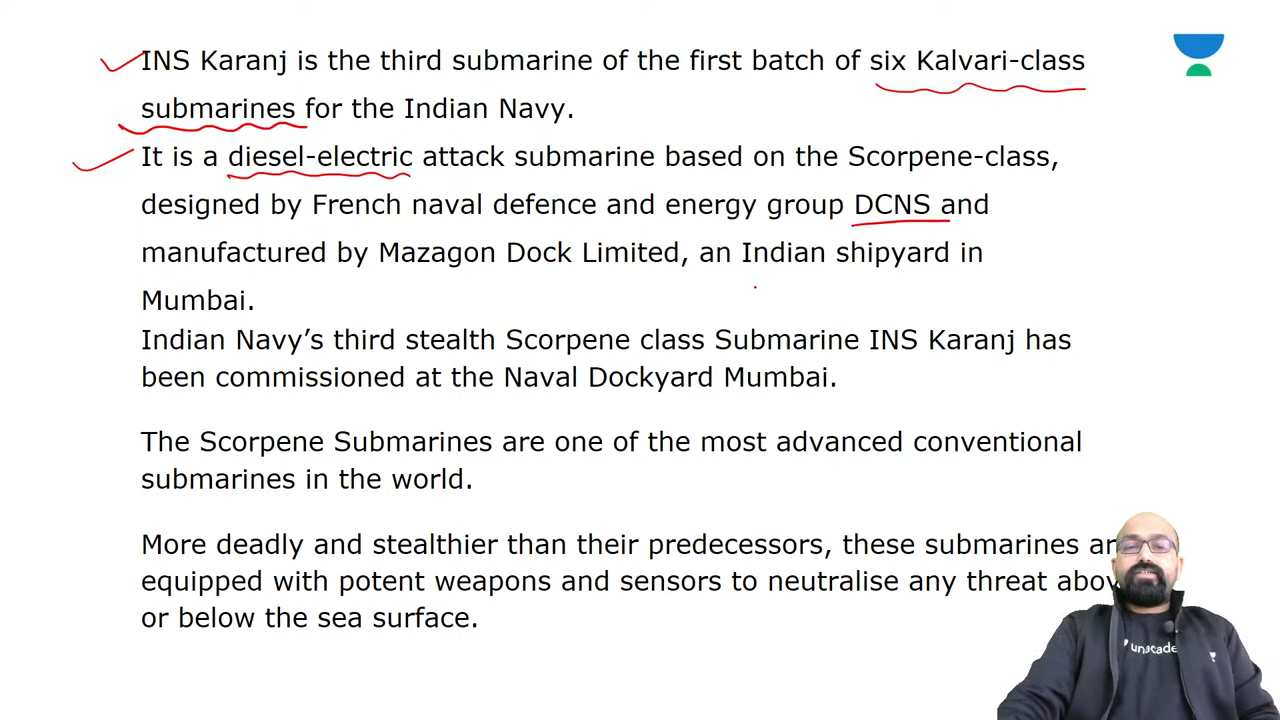 INS Karanj is the third submarine of the first batch of six Kalvari-class
submarines for the Indian Navy.
It is a diesel-electric attack submarine based on the Scorpene-class,
designed by French naval defence and energy group DCNS and
manufactured by Mazagon Dock Limited, an Indian shipyard in
Mumbai.
Indian Navy’s third stealth Scorpene class Submarine INS Karanj has
been commissioned at the Naval Dockyard Mumbai.
The Scorpene Submarines are one of the most advanced conventional
submarines in the world.
More deadly and stealthier than their predecessors, these submarines
equipped with potent weapons and sensors to neutralise any threat
or below the sea surface.